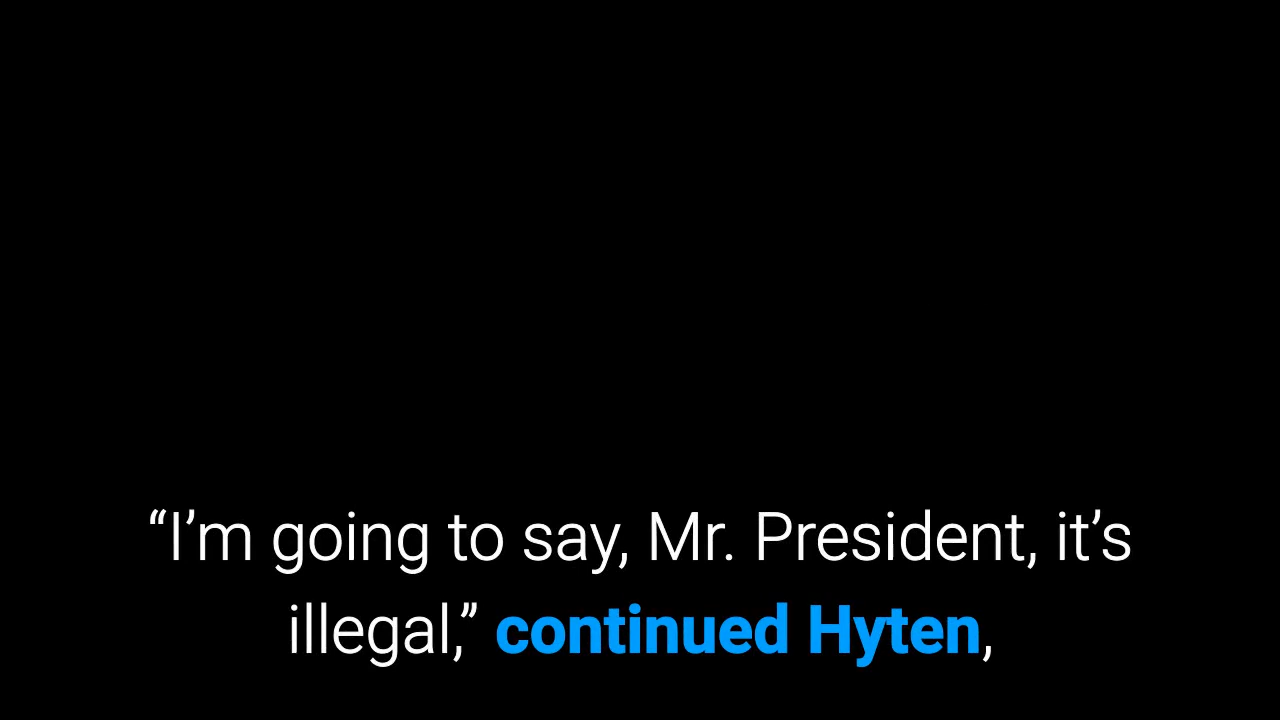 “I’m going to say, Mr. President, it’s
illegal,” continued Hyten,